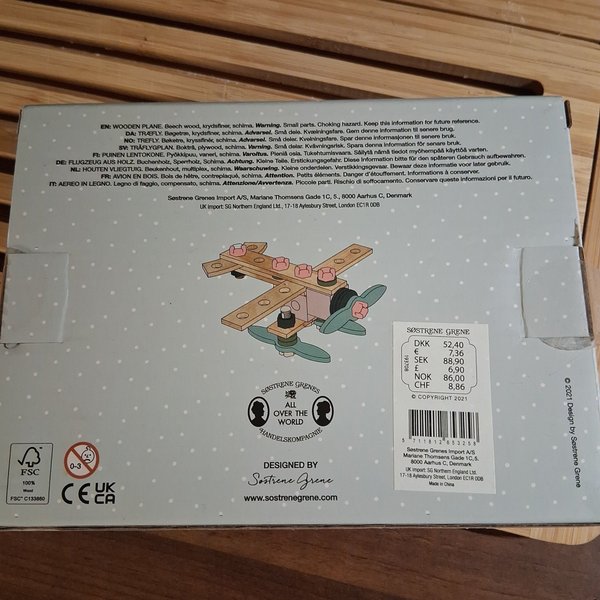 EN: WOODEN PLANE. Beech wood, krydsfiner, schima. Warning. Small parts. Choking hazard. Keep this information for future reference.
DA: TRÆFLY. Bøgetræ, krydsfiner, schima. Advarsel. Små dele. Kvælningsfare. Gem denne information til senere brug.
NO: TREFLY. Bøketre, kryssfiner, schima. Advarsel. Små deler. Kvelningsfare. Spar denne informasjonen til senere bruk.
SV: TRÄFLYGPLAN. Bokträ, plywood, schima. Varning. Små delar. Kvävningsrisk. Spara denna information för senare bruk.
FI: PUINEN LENTOKONE. Pyökkipuu, vaneri, schima. Varoitus. Pieniä osia. Tukehtumisvaara. Säilytä nämä tiedot myöhempää käyttöä varten.
DE: FLUGZEUG AUS HOLZ. Buchenholz, Sperrholz, Schima. Achtung. Kleine Teile. Erstickungsgefahr. Diese Information bitte für den späteren Gebrauch aufbewahren.
NL: HOUTEN VLIEGTUIG. Beukenhout, multiplex, schima. Waarschuwing. Kleine onderdelen. Verstikkingsgevaar. Bewaar deze informatie voor later gebruik.
FR: AVION EN BOIS. Bois de hêtre, contreplaqué, schima. Attention. Petits éléments. Danger d'étouffement. Informations à conserver.
IT: AEREO IN LEGNO. Legno di faggio, compensato, schima. Attenzione/Avvertenza. Piccole parti. Rischio di soffocamento. Conservare queste informazioni per il futuro.
Søstrene Grenes Import A/S, Mariane Thomsens Gade 1C, 5., 8000 Aarhus C, Denmark
UK import: SG Northern England Ltd., 17-18 Aylesbury Street, London EC1R 0DB
SØSTRENE GRENE
DKK 52,40
€ 7,36
SEK 88,90
£ 6,90
NOK 86,00
CHF 8,86
© COPYRIGHT 2021
5 711812 653258
Søstrene Grenes Import A/S
Mariane Thomsens Gade 1C,5.
8000 Aarhus C, Denmark
UK import: SG Northern England Ltd.
17-18 Aylesbury Street, London EC1R 0DB
Made in China
SØSTRENE GRENES
ALL
OVER THE
WORLD
HANDELSKOMPAGNIE
DESIGNED BY
Søstrene Grene
www.sostrenegrene.com
FSC
100%
Wood
FSC® C133860
0-3
CE UK
CA
© 2021 Design by Søstrene Grene